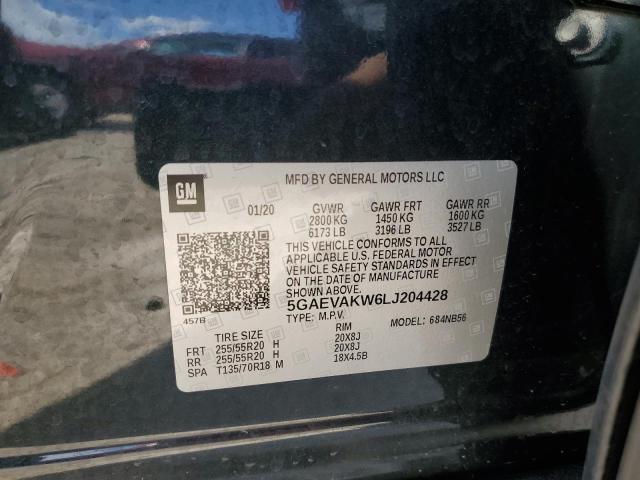 GM
MFD BY GENERAL MOTORS LLC
01/20 GVWR GAWR FRT GAWR RR
2800 KG 1450 KG 1600 KG
6173 LB 3196 LB 3527 LB
THIS VEHICLE CONFORMS TO ALL
APPLICABLE U.S. FEDERAL MOTOR
VEHICLE SAFETY STANDARDS IN EFFECT
ON THE DATE OF MANUFACTURE
SHOWN ABOVE.
5GAEVAKW6LJ204428
457B
TYPE: M.P.V. MODEL: 684NB56
TIRE SIZE RIM
FRT 255/55R20 H 20X8J
RR 255/55R20 H 20X8J
SPA T135/70R18 M 18X4.5B